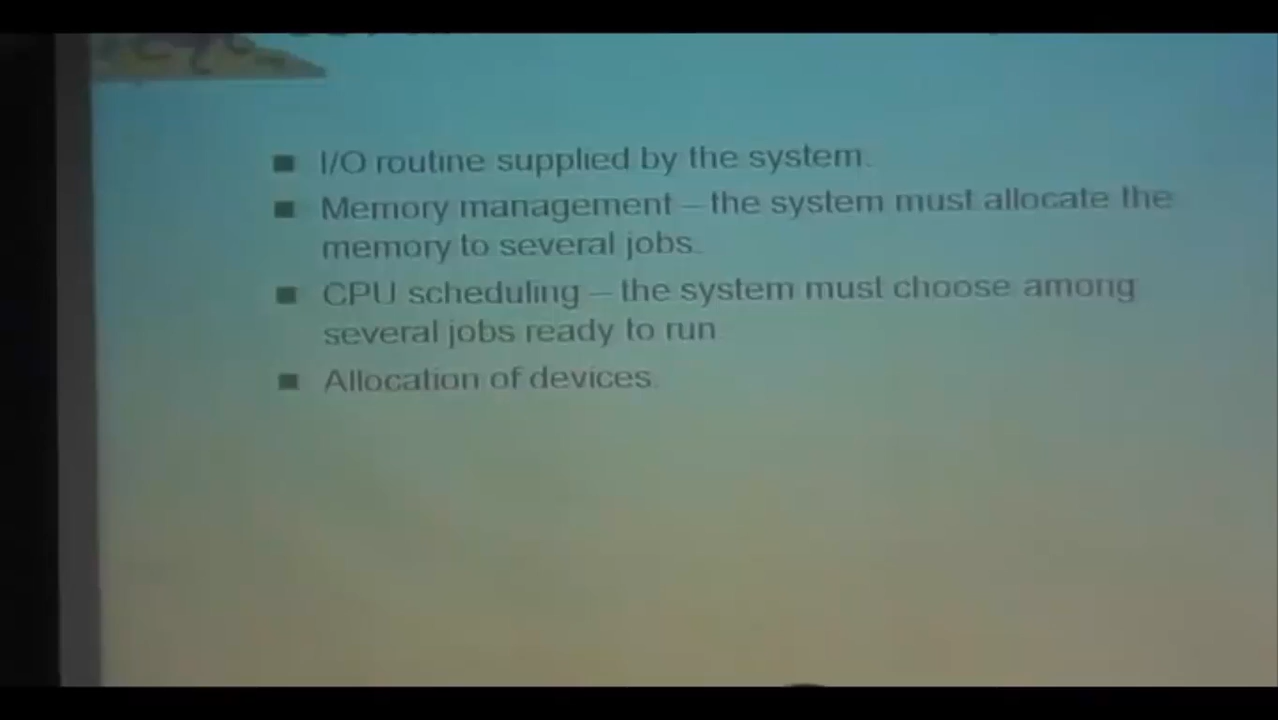 I/O routine supplied by the system.
Memory management – the system must allocate the
memory to several jobs.
CPU scheduling – the system must choose among
several jobs ready to run
Allocation of devices.